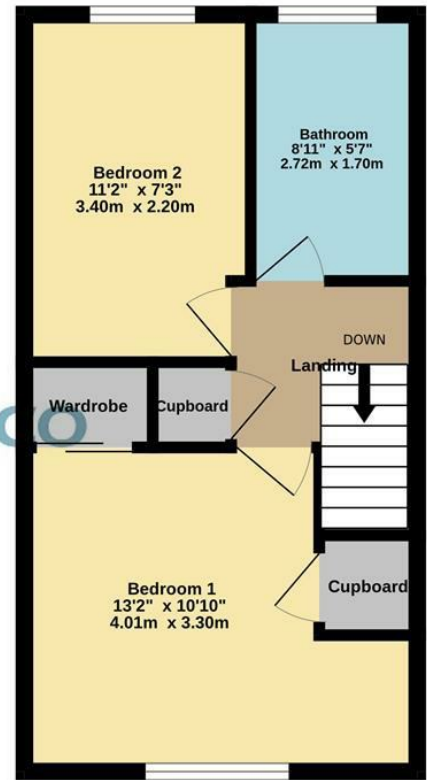 Bathroom
8'11" x 5'7"
2.72m x 1.70m
Bedroom 2
11'2" x 7'3"
3.40m x 2.20m
DOWN
Landing
Wardrobe
Cupboard
CO
Cupboard
Bedroom 1
13'2" x 10'10"
4.01m x 3.30m